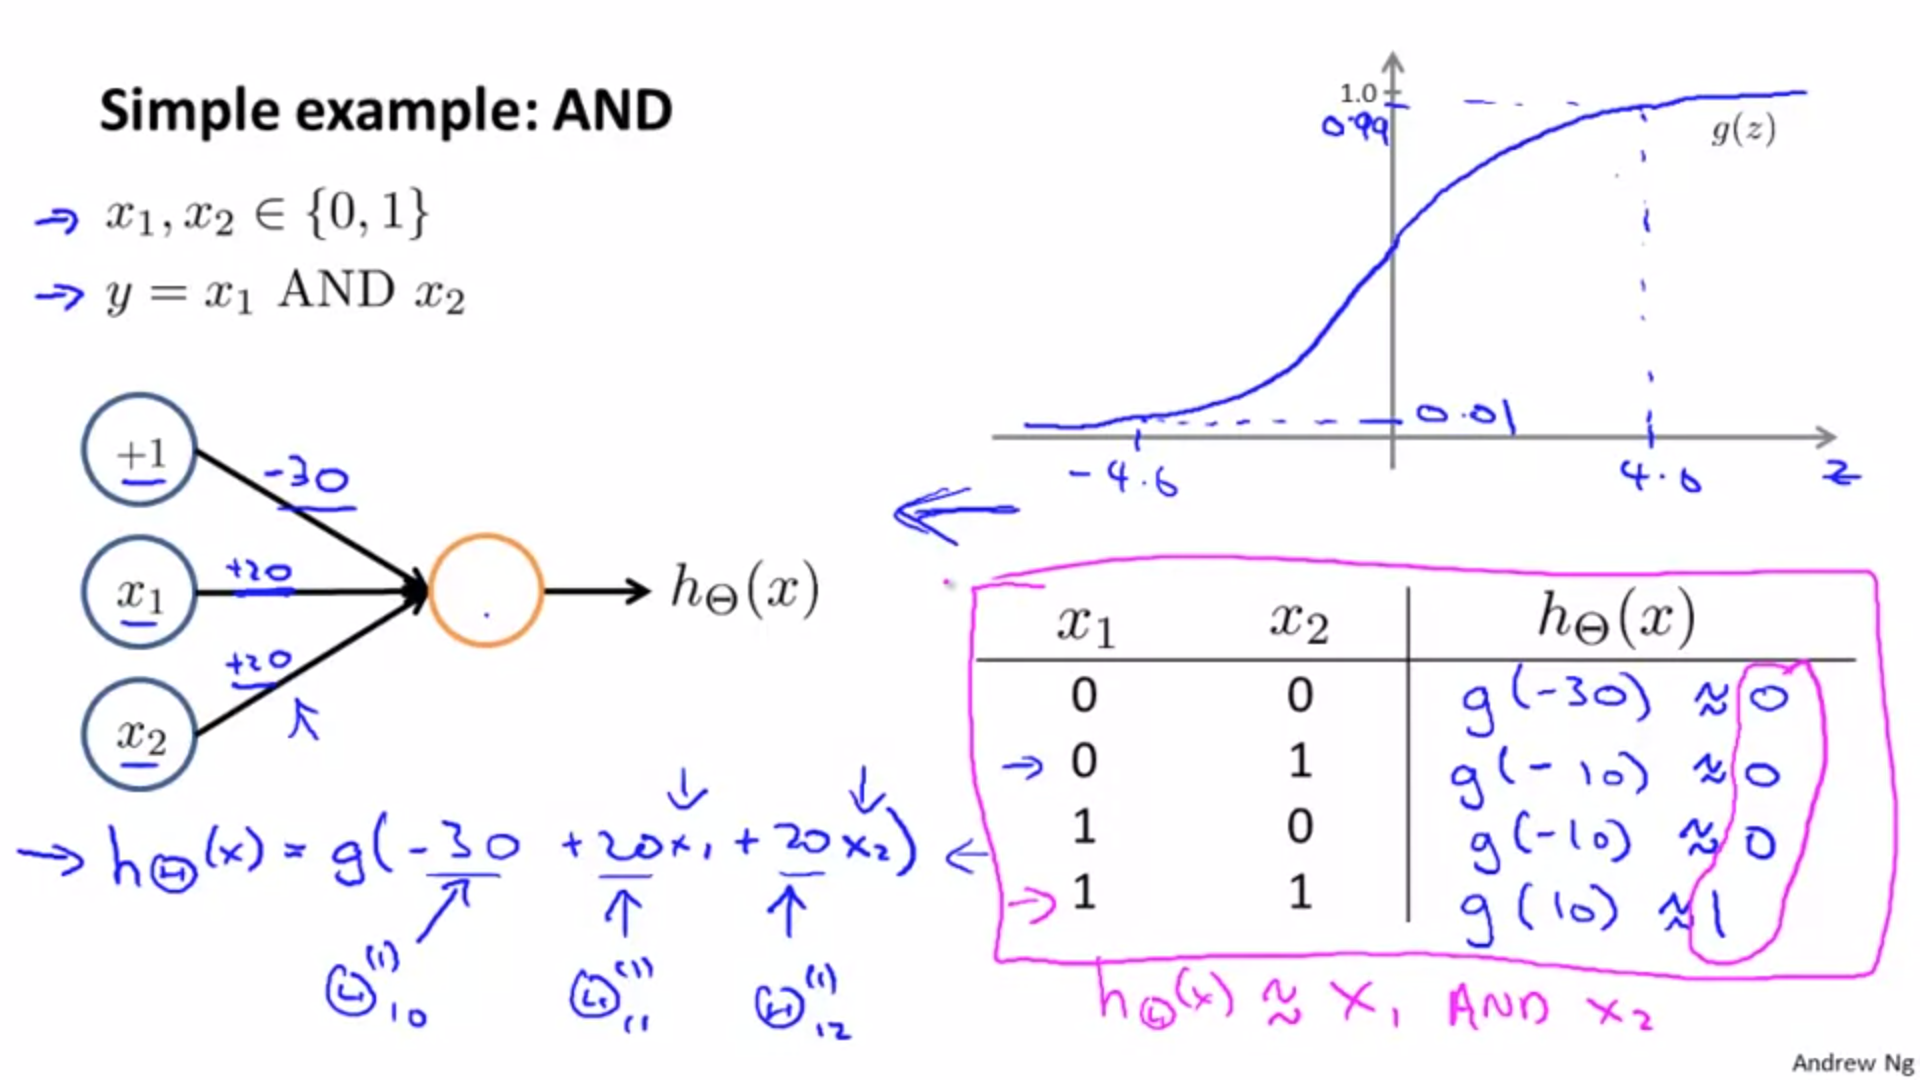 Simple example: AND
→ x₁, x₂ ∈ {0, 1}
→ y = x₁ AND x₂
+1
-30
x₁
+20
x₂
+20
h_Θ(x)
→ h_Θ(x) = g(-30 + 20x₁ + 20x₂) ←
Θ₁₀⁽¹⁾ Θ₁₁⁽¹⁾ Θ₁₂⁽¹⁾
1.0
0.99
g(z)
0.01
-4.6 4.6 z
x₁ x₂ h_Θ(x)
0 0 g(-30) ≈ 0
→ 0 1 g(-10) ≈ 0
1 0 g(-10) ≈ 0
→ 1 1 g(10) ≈ 1
h_Θ(x) ≈ x₁ AND x₂
Andrew Ng